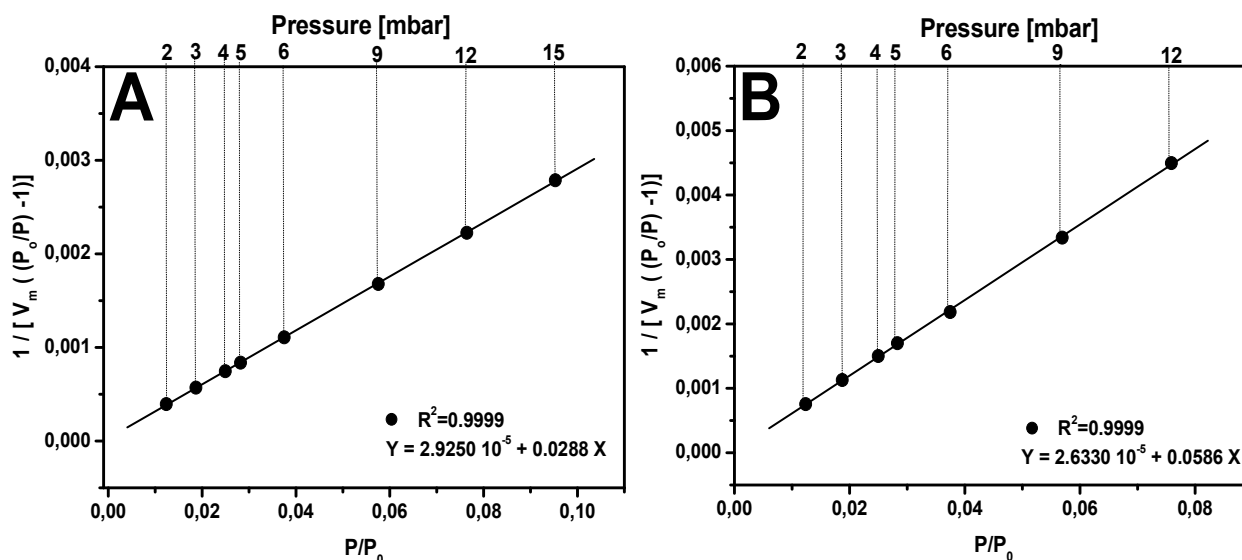 Pressure [mbar]
2 3 4 5 6 9 12 15
A
0,004
0,003
0,002
0,001
0,000
1 / [ V_m ( (P_o/P) -1)]
R²=0.9999
Y = 2.9250 10⁻⁵ + 0.0288 X
0,00 0,02 0,04 0,06 0,08 0,10
P/P₀
Pressure [mbar]
2 3 4 5 6 9 12
B
0,006
0,005
0,004
0,003
0,002
0,001
0,000
1 / [ V_m ( (P_o/P) -1)]
R²=0.9999
Y = 2.6330 10⁻⁵ + 0.0586 X
0,00 0,02 0,04 0,06 0,08
P/P₀